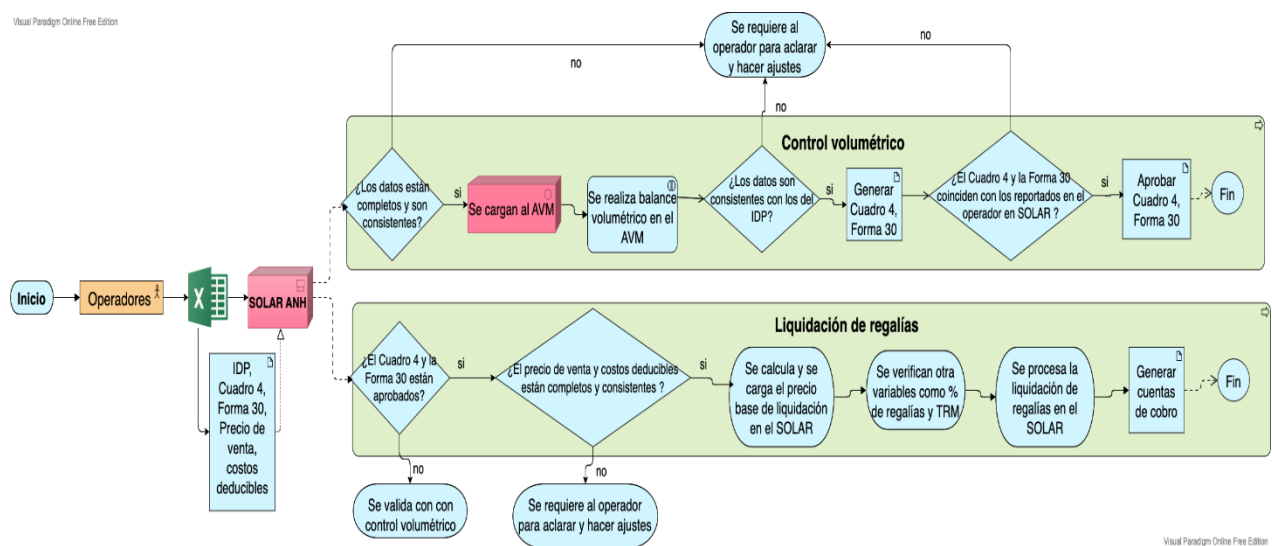 Visual Paradigm Online Free Edition
Se requiere al
operador para aclarar
y hacer ajustes
no
no
no
Control volumétrico
¿Los datos están
completos y son
consistentes?
si
Se cargan al AVM
Se realiza balance
volumétrico en el
AVM
¿Los datos son
consistentes con los del
IDP?
si
Generar
Cuadro 4,
Forma 30
¿El Cuadro 4 y la Forma 30
coinciden con los reportados en el
operador en SOLAR ?
si
Aprobar
Cuadro 4,
Forma 30
Fin
Inicio
Operadores
X
SOLAR ANH
IDP,
Cuadro 4,
Forma 30,
Precio de
venta,
costos
deducibles
Liquidación de regalías
¿El Cuadro 4 y la
Forma 30 están
aprobados?
si
¿El precio de venta y costos deducibles
están completos y consistentes ?
si
Se calcula y se
carga el precio
base de liquidación
en el SOLAR
Se verifican otra
variables como %
de regalías y TRM
Se procesa la
liquidación de
regalías en el
SOLAR
Generar
cuentas
de cobro
Fin
no
no
Se valida con con
control volumétrico
Se requiere al operador
para aclarar y hacer ajustes
Visual Paradigm Online Free Edition